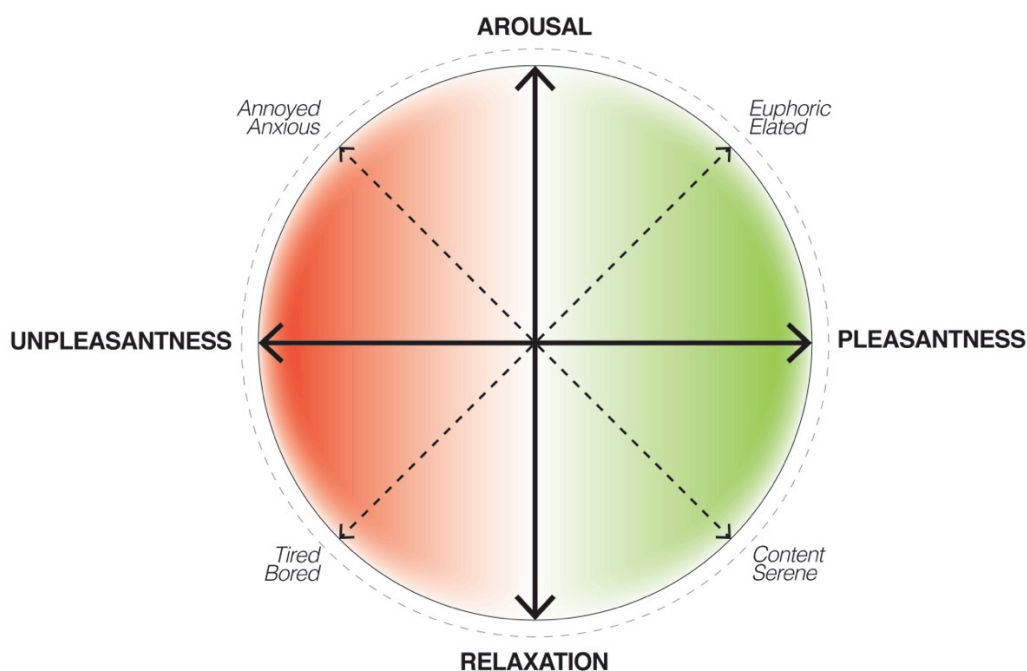 AROUSAL
Annoyed
Anxious
Euphoric
Elated
UNPLEASANTNESS
PLEASANTNESS
Tired
Bored
Content
Serene
RELAXATION